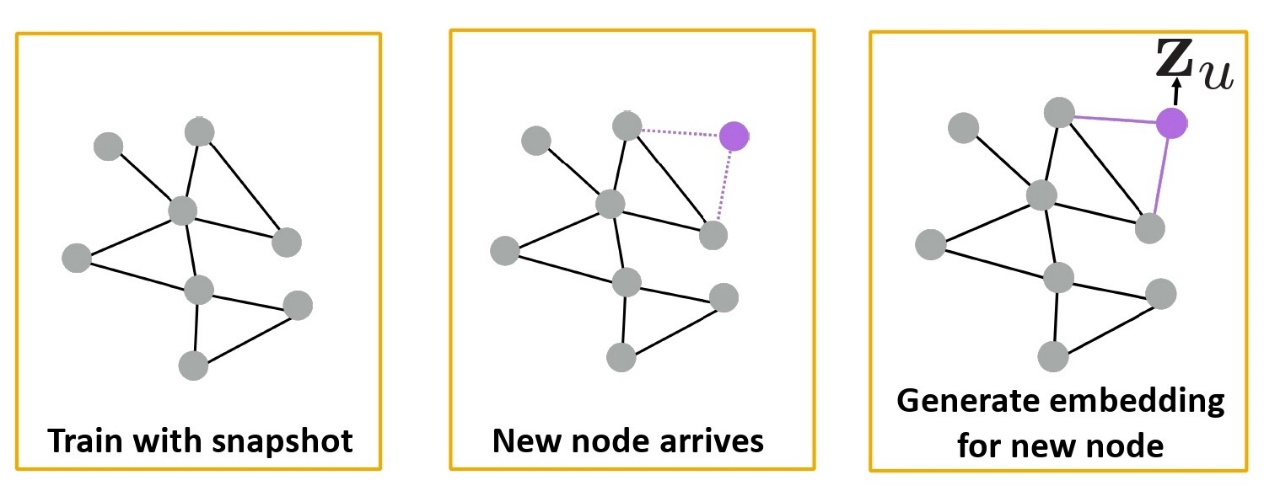 Train with snapshot
New node arrives
z_u
Generate embedding
for new node